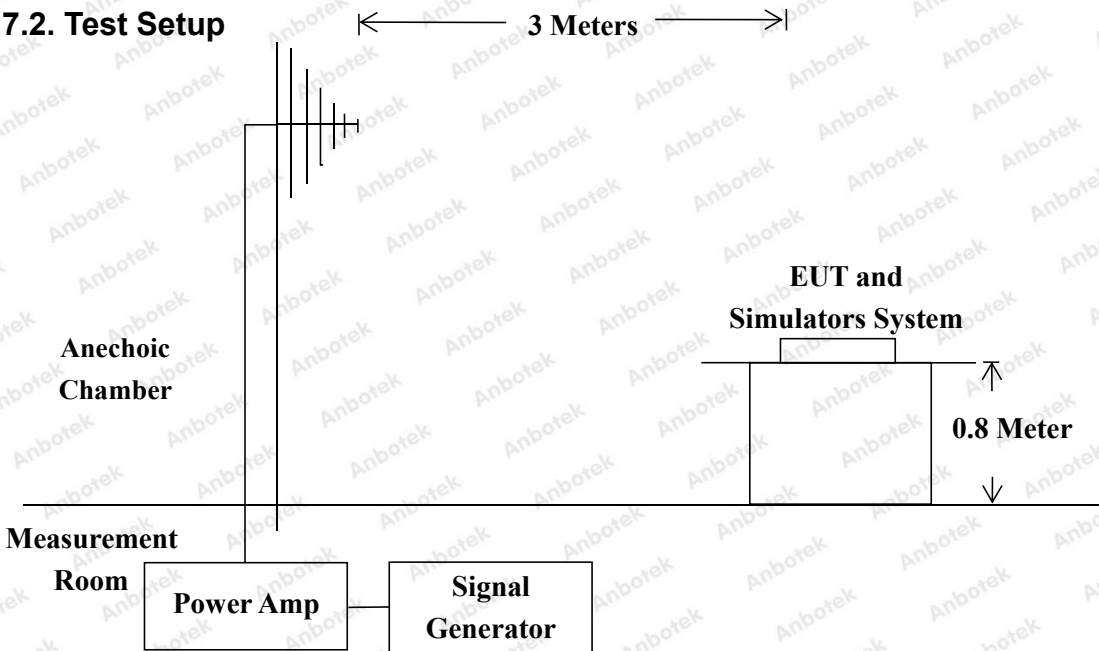 7.2. Test Setup
3 Meters
EUT and
Simulators System
Anechoic
Chamber
0.8 Meter
Measurement
Room
Power Amp
Signal
Generator
Anbotek